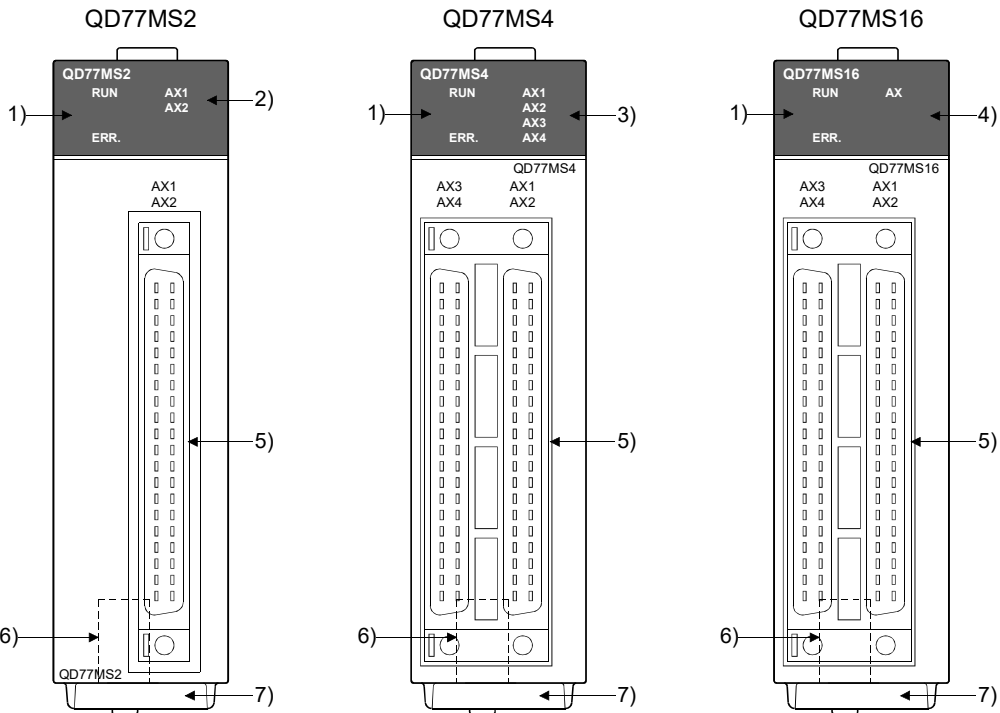 QD77MS2
QD77MS2
RUN
AX1
AX2
ERR.
1)
2)
AX1
AX2
5)
6)
QD77MS2
7)
QD77MS4
QD77MS4
RUN
AX1
AX2
AX3
ERR.
AX4
1)
3)
QD77MS4
AX3
AX1
AX4
AX2
5)
6)
7)
QD77MS16
QD77MS16
RUN
AX
ERR.
1)
4)
QD77MS16
AX3
AX1
AX4
AX2
5)
6)
7)